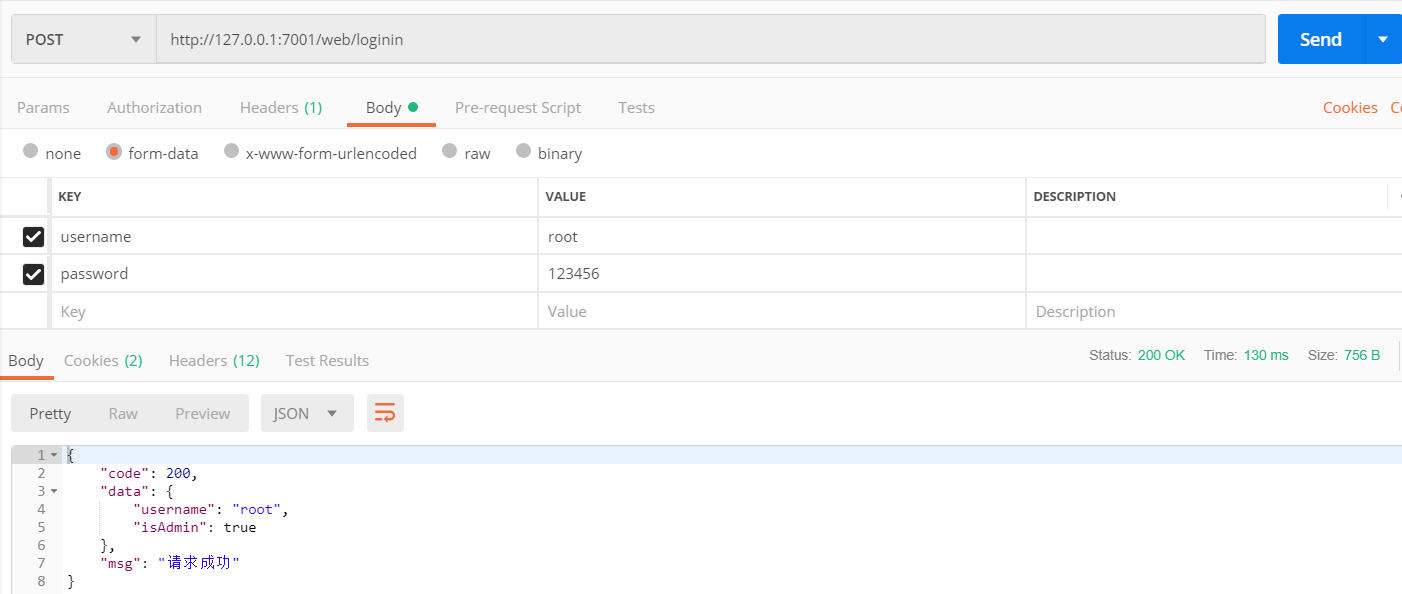 POST http://127.0.0.1:7001/web/loginin Send
Params Authorization Headers (1) Body Pre-request Script Tests Cookies
none form-data x-www-form-urlencoded raw binary
KEY VALUE DESCRIPTION
username root
password 123456
Key Value Description
Body Cookies (2) Headers (12) Test Results Status: 200 OK Time: 130 ms Size: 756 B
Pretty Raw Preview JSON
1 {
2 "code": 200,
3 "data": {
4 "username": "root",
5 "isAdmin": true
6 },
7 "msg": "请求成功"
8 }